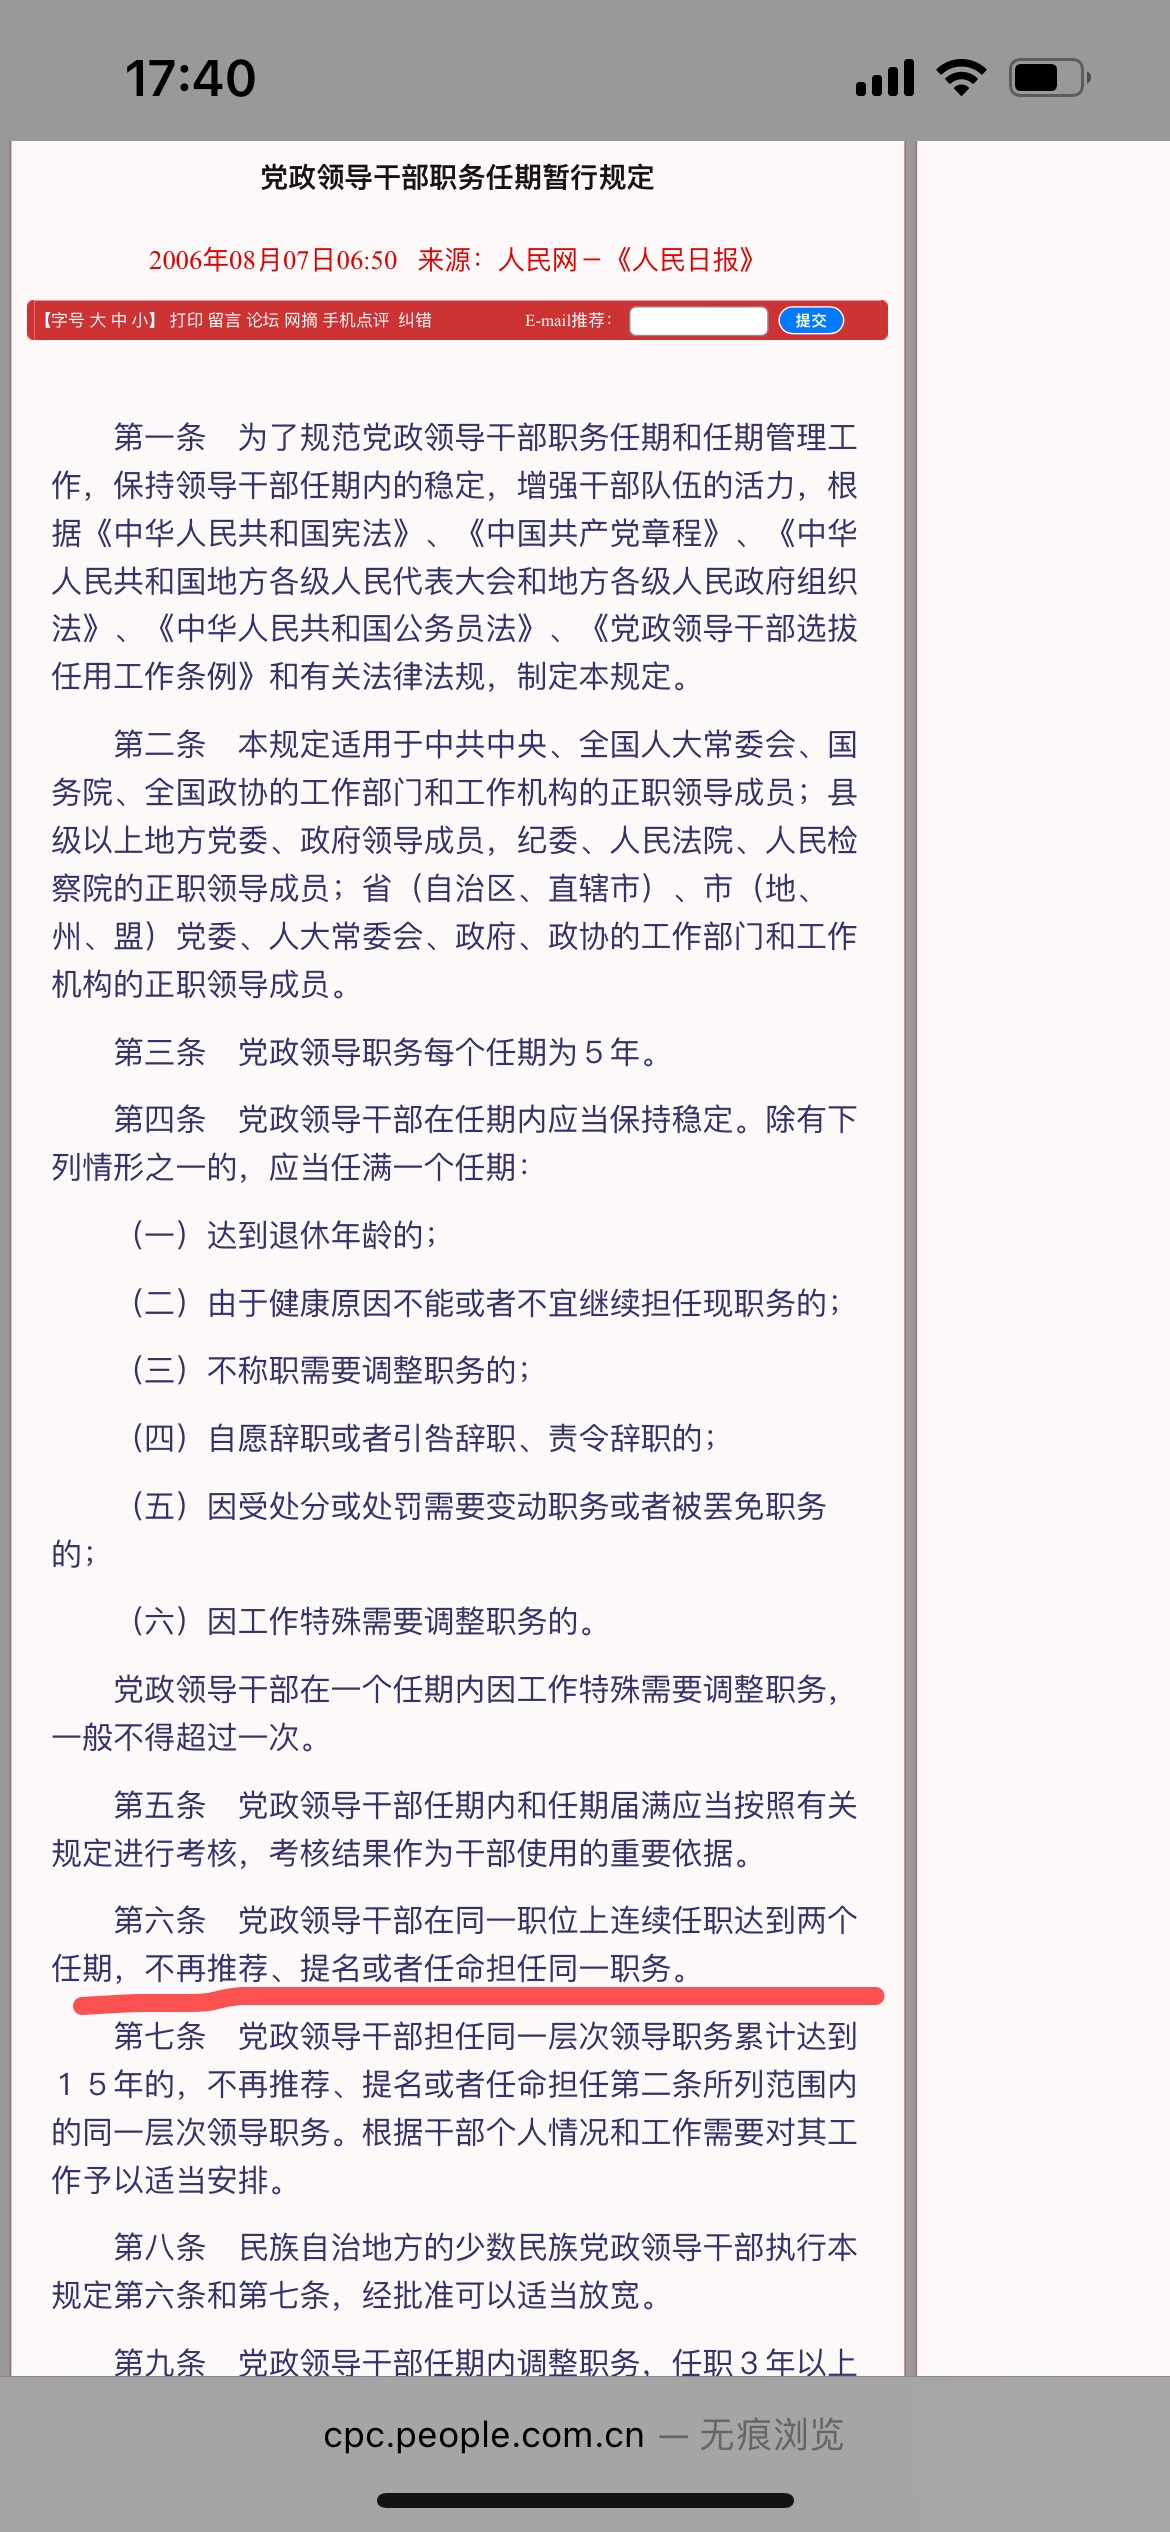 17:40
党政领导干部职务任期暂行规定
2006年08月07日06:50 来源：人民网－《人民日报》
【字号 大 中 小】 打印 留言 论坛 网摘 手机点评 纠错 E-mail推荐： 提交
第一条　为了规范党政领导干部职务任期和任期管理工
作，保持领导干部任期内的稳定，增强干部队伍的活力，根
据《中华人民共和国宪法》、《中国共产党章程》、《中华
人民共和国地方各级人民代表大会和地方各级人民政府组织
法》、《中华人民共和国公务员法》、《党政领导干部选拔
任用工作条例》和有关法律法规，制定本规定。
第二条　本规定适用于中共中央、全国人大常委会、国
务院、全国政协的工作部门和工作机构的正职领导成员；县
级以上地方党委、政府领导成员，纪委、人民法院、人民检
察院的正职领导成员；省（自治区、直辖市）、市（地、
州、盟）党委、人大常委会、政府、政协的工作部门和工作
机构的正职领导成员。
第三条　党政领导职务每个任期为５年。
第四条　党政领导干部在任期内应当保持稳定。除有下
列情形之一的，应当任满一个任期：
（一）达到退休年龄的；
（二）由于健康原因不能或者不宜继续担任现职务的；
（三）不称职需要调整职务的；
（四）自愿辞职或者引咎辞职、责令辞职的；
（五）因受处分或处罚需要变动职务或者被罢免职务
的；
（六）因工作特殊需要调整职务的。
党政领导干部在一个任期内因工作特殊需要调整职务，
一般不得超过一次。
第五条　党政领导干部任期内和任期届满应当按照有关
规定进行考核，考核结果作为干部使用的重要依据。
第六条　党政领导干部在同一职位上连续任职达到两个
任期，不再推荐、提名或者任命担任同一职务。
第七条　党政领导干部担任同一层次领导职务累计达到
１５年的，不再推荐、提名或者任命担任第二条所列范围内
的同一层次领导职务。根据干部个人情况和工作需要对其工
作予以适当安排。
第八条　民族自治地方的少数民族党政领导干部执行本
规定第六条和第七条，经批准可以适当放宽。
第九条　党政领导干部任期内调整职务，任职３年以上
cpc.people.com.cn — 无痕浏览